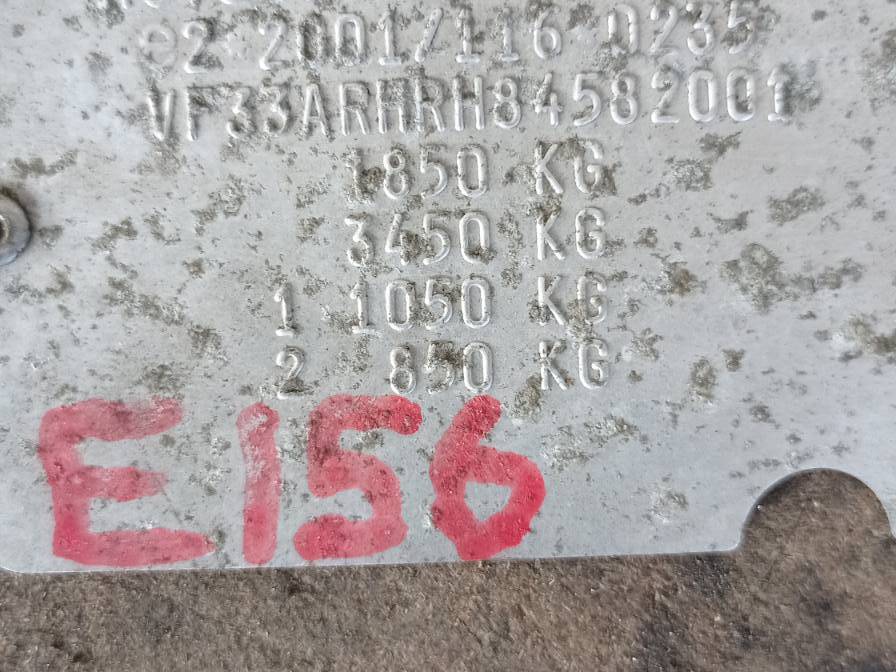 e2*2001/116*0235
VF33ARHRH84582001
1850 KG
3450 KG
1 1050 KG
2 850 KG
E156